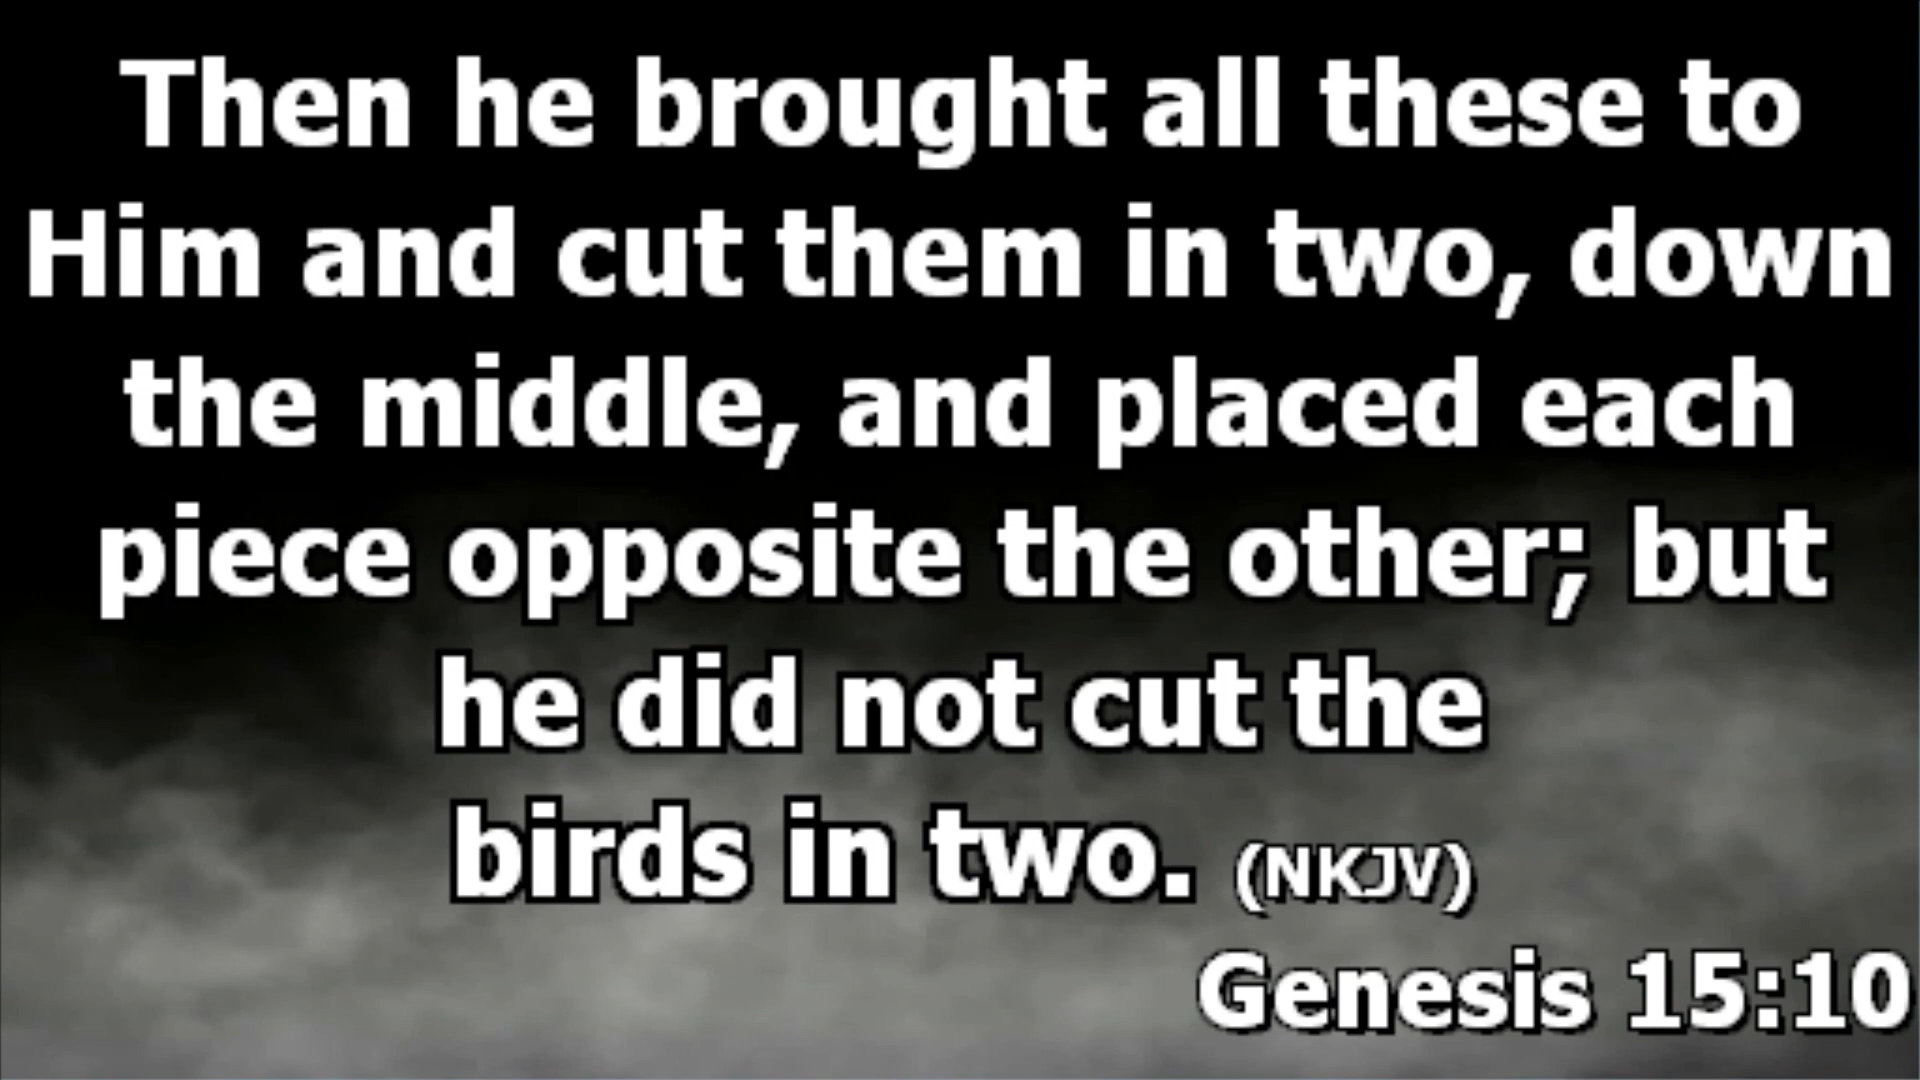 Then he brought all these to
Him and cut them in two, down
the middle, and placed each
piece opposite the other; but
he did not cut the
birds in two. (NKJV)
Genesis 15:10